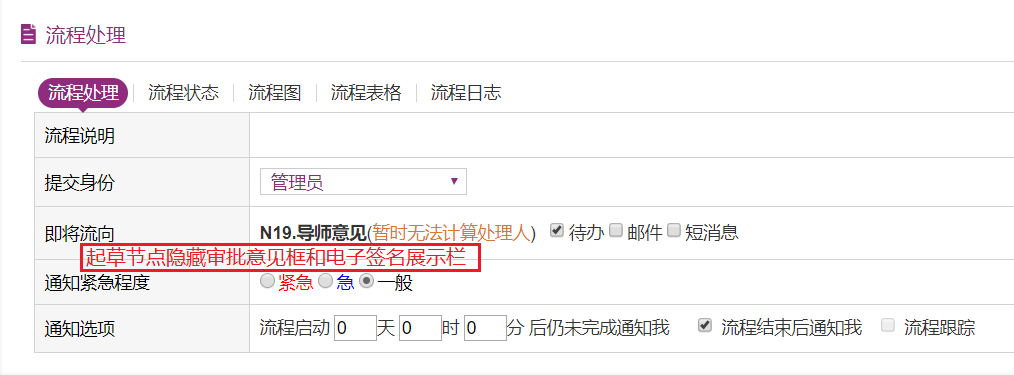 流程处理
流程处理 流程状态 流程图 流程表格 流程日志
流程说明
提交身份 管理员
即将流向 N19.导师意见(暂时无法计算处理人) 待办 邮件 短消息
起草节点隐藏审批意见框和电子签名展示栏
通知紧急程度 紧急 急 一般
通知选项 流程启动 0 天 0 时 0 分 后仍未完成通知我 流程结束后通知我 流程跟踪